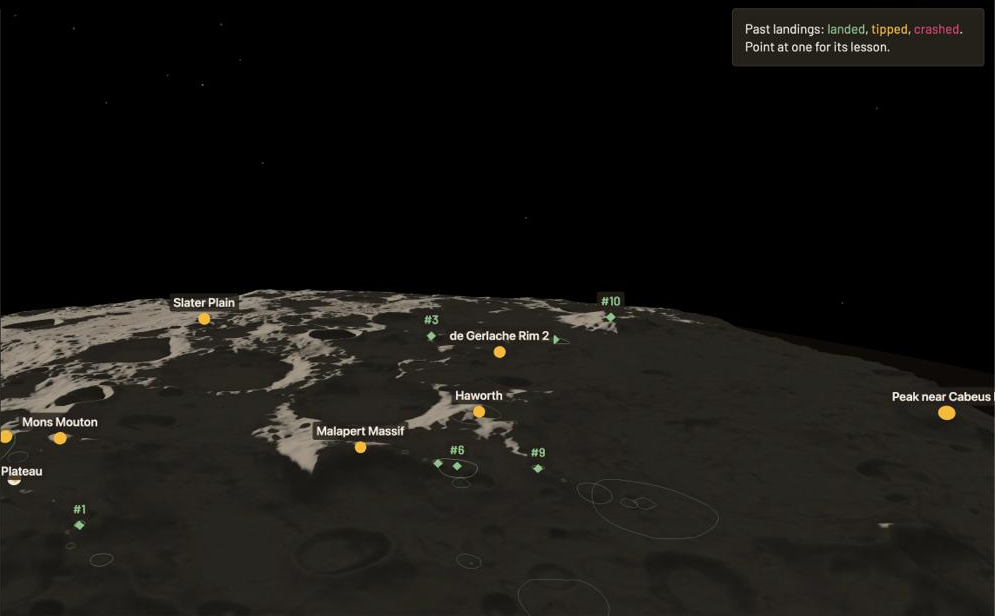 Past landings: landed, tipped, crashed.
Point at one for its lesson.
Slater Plain
#10
#3
de Gerlache Rim 2
Haworth
Peak near Cabeus
Mons Mouton
Malapert Massif
#6
#9
Plateau
#1